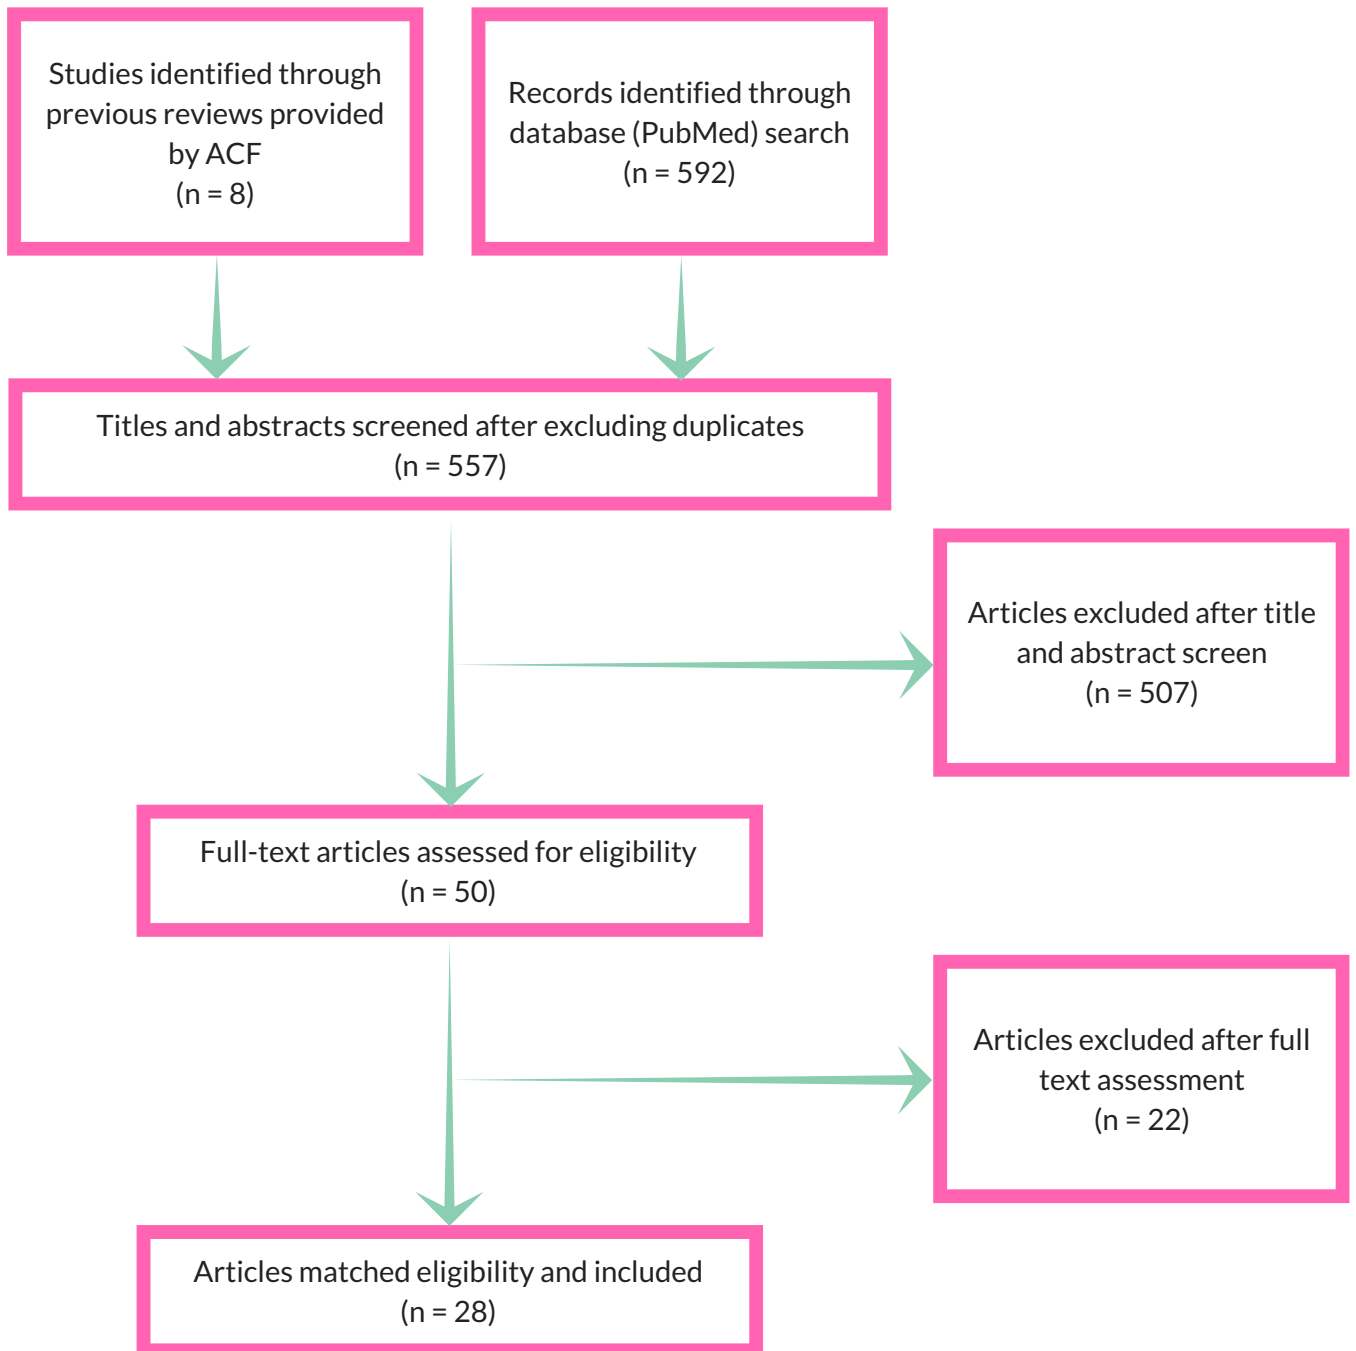 Studies identified through
previous reviews provided
by ACF
(n = 8)
Records identified through
database (PubMed) search
(n = 592)
Titles and abstracts screened after excluding duplicates
(n = 557)
Articles excluded after title
and abstract screen
(n = 507)
Full-text articles assessed for eligibility
(n = 50)
Articles excluded after full
text assessment
(n = 22)
Articles matched eligibility and included
(n = 28)